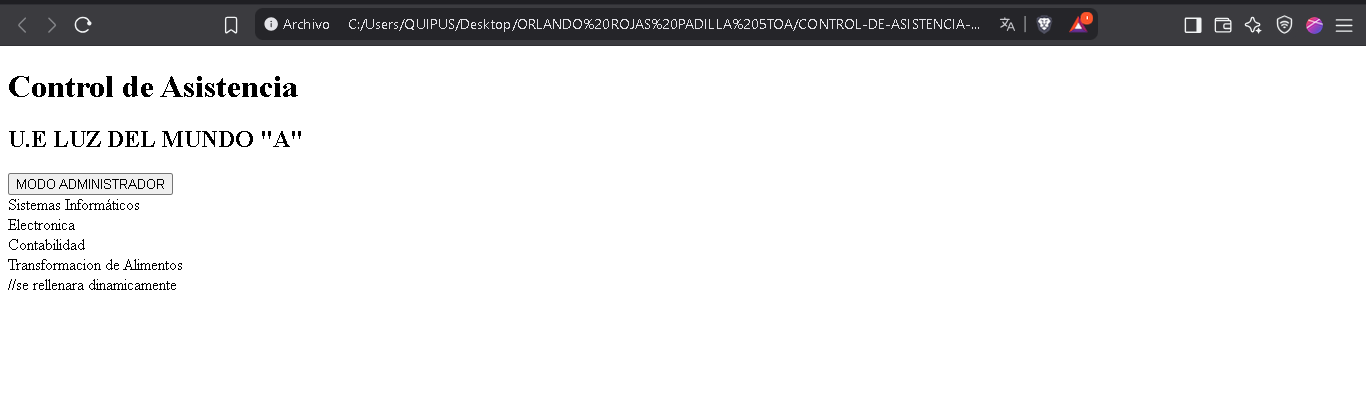 Archivo C:/Users/QUIPUS/Desktop/ORLANDO%20ROJAS%20PADILLA%205TOA/CONTROL-DE-ASISTENCIA-...
Control de Asistencia
U.E LUZ DEL MUNDO "A"
MODO ADMINISTRADOR
Sistemas Informáticos
Electronica
Contabilidad
Transformacion de Alimentos
//se rellenara dinamicamente